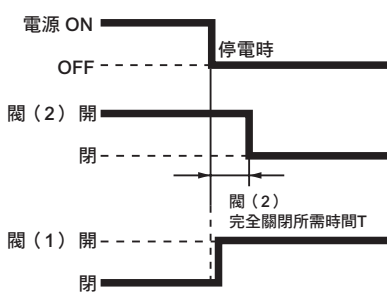 電源 ON
停電時
OFF
閥（2） 開
閉
閥（2）
完全關閉所需時間T
閥（1） 開
閉